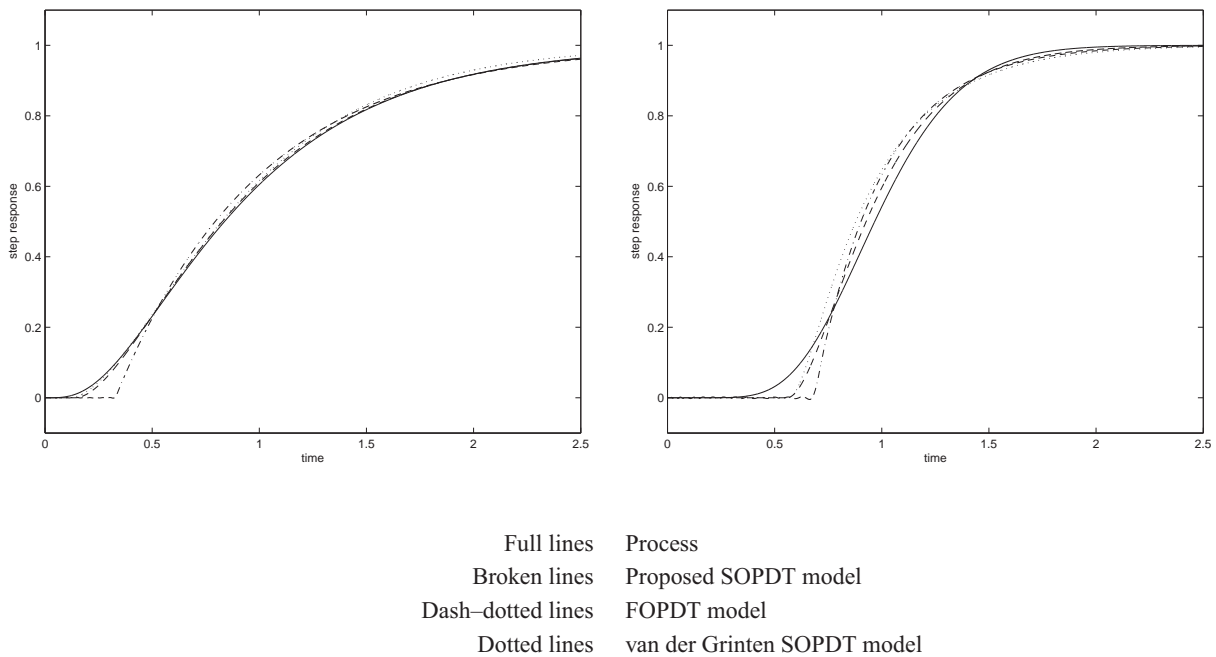 1
0.8
0.6
0.4
0.2
0
step response
0 0.5 1 1.5 2 2.5
time
1
0.8
0.6
0.4
0.2
0
step response
0 0.5 1 1.5 2 2.5
time
Full lines Process
Broken lines Proposed SOPDT model
Dash–dotted lines FOPDT model
Dotted lines van der Grinten SOPDT model